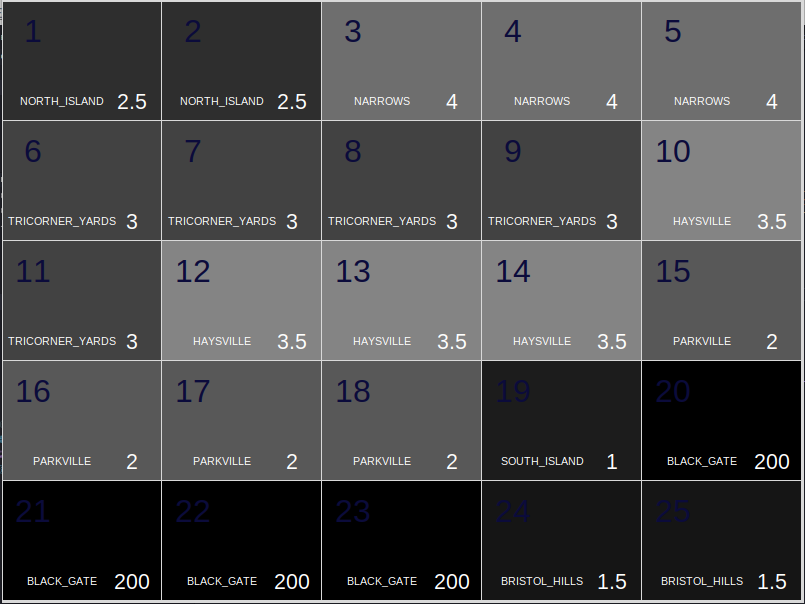 1 2 3 4 5
NORTH_ISLAND 2.5 NORTH_ISLAND 2.5 NARROWS 4 NARROWS 4 NARROWS 4
6 7 8 9 10
TRICORNER_YARDS 3 TRICORNER_YARDS 3 TRICORNER_YARDS 3 TRICORNER_YARDS 3 HAYSVILLE 3.5
11 12 13 14 15
TRICORNER_YARDS 3 HAYSVILLE 3.5 HAYSVILLE 3.5 HAYSVILLE 3.5 PARKVILLE 2
16 17 18 19 20
PARKVILLE 2 PARKVILLE 2 PARKVILLE 2 SOUTH_ISLAND 1 BLACK_GATE 200
21 22 23 24 25
BLACK_GATE 200 BLACK_GATE 200 BLACK_GATE 200 BRISTOL_HILLS 1.5 BRISTOL_HILLS 1.5